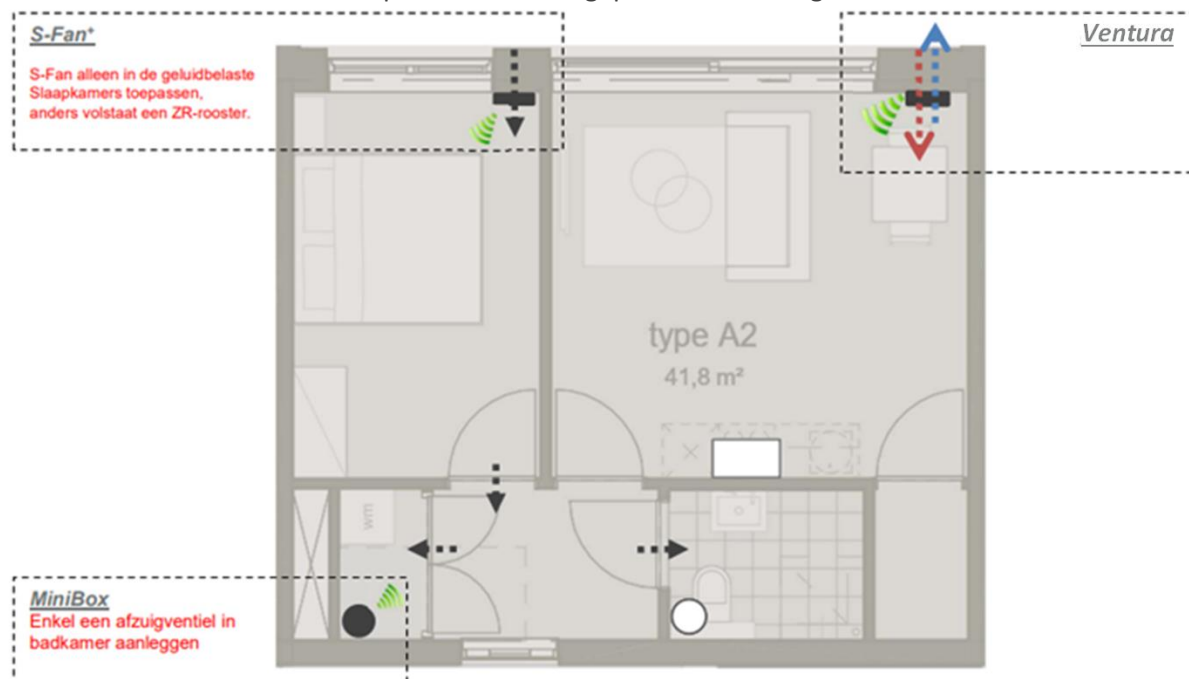 S-Fan⁺
S-Fan alleen in de geluidbelaste
Slaapkamers toepassen,
anders volstaat een ZR-rooster.
Ventura
type A2
41,8 m²
wm
MiniBox
Enkel een afzuigventiel in
badkamer aanleggen